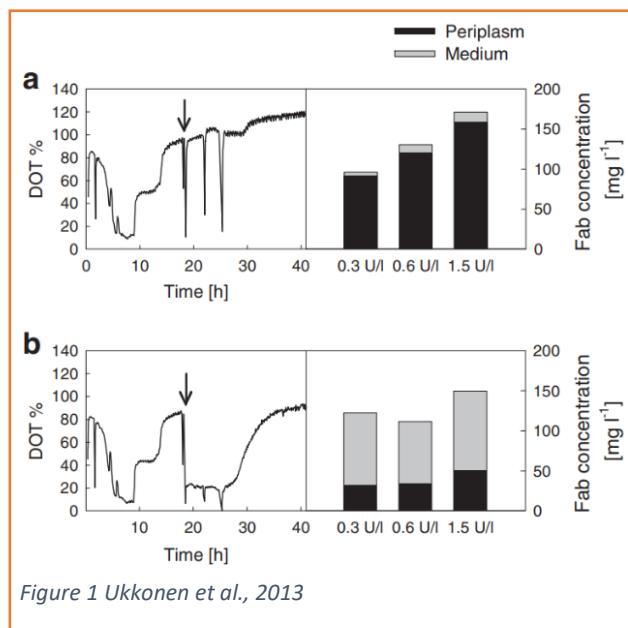 Periplasm
Medium
a
140
120
100
80
60
40
20
0
DOT %
0 10 20 30 40
Time [h]
200
150
100
50
0
Fab concentration
[mg l⁻¹]
0.3 U/l 0.6 U/l 1.5 U/l
b
140
120
100
80
60
40
20
0
DOT %
0 10 20 30 40
Time [h]
200
150
100
50
0
Fab concentration
[mg l⁻¹]
0.3 U/l 0.6 U/l 1.5 U/l
Figure 1 Ukkonen et al., 2013